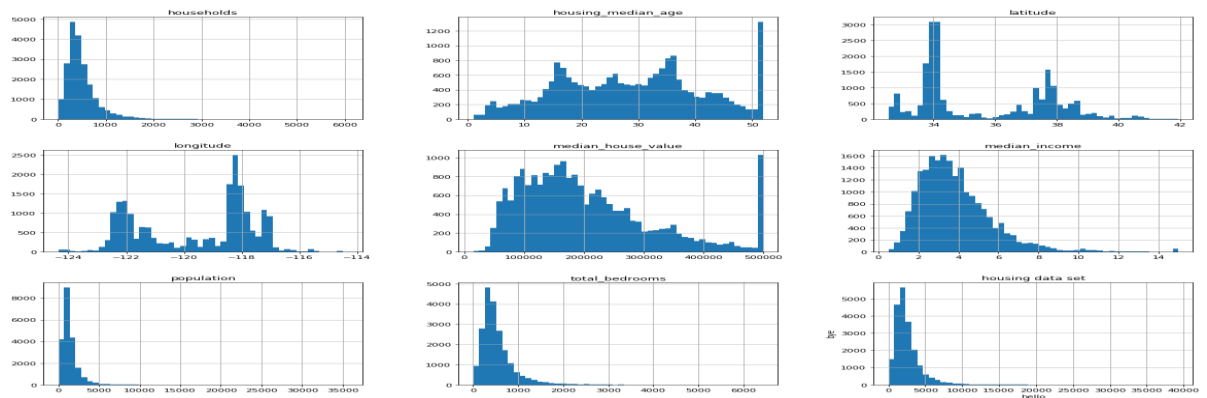 households
5000
4000
3000
2000
1000
0
0 1000 2000 3000 4000 5000 6000
housing_median_age
1200
1000
800
600
400
200
0
0 10 20 30 40 50
latitude
3000
2500
2000
1500
1000
500
0
34 36 38 40 42
longitude
2500
2000
1500
1000
500
0
−124 −122 −120 −118 −116 −114
median_house_value
1000
800
600
400
200
0
100000 200000 300000 400000 500000
median_income
1600
1400
1200
1000
800
600
400
200
0
0 2 4 6 8 10 12 14
population
8000
6000
4000
2000
0
0 5000 10000 15000 20000 25000 30000 35000
total_bedrooms
5000
4000
3000
2000
1000
0
0 1000 2000 3000 4000 5000 6000
housing data set
bye
5000
4000
3000
2000
1000
0
0 5000 10000 15000 20000 25000 30000 35000 40000
hello